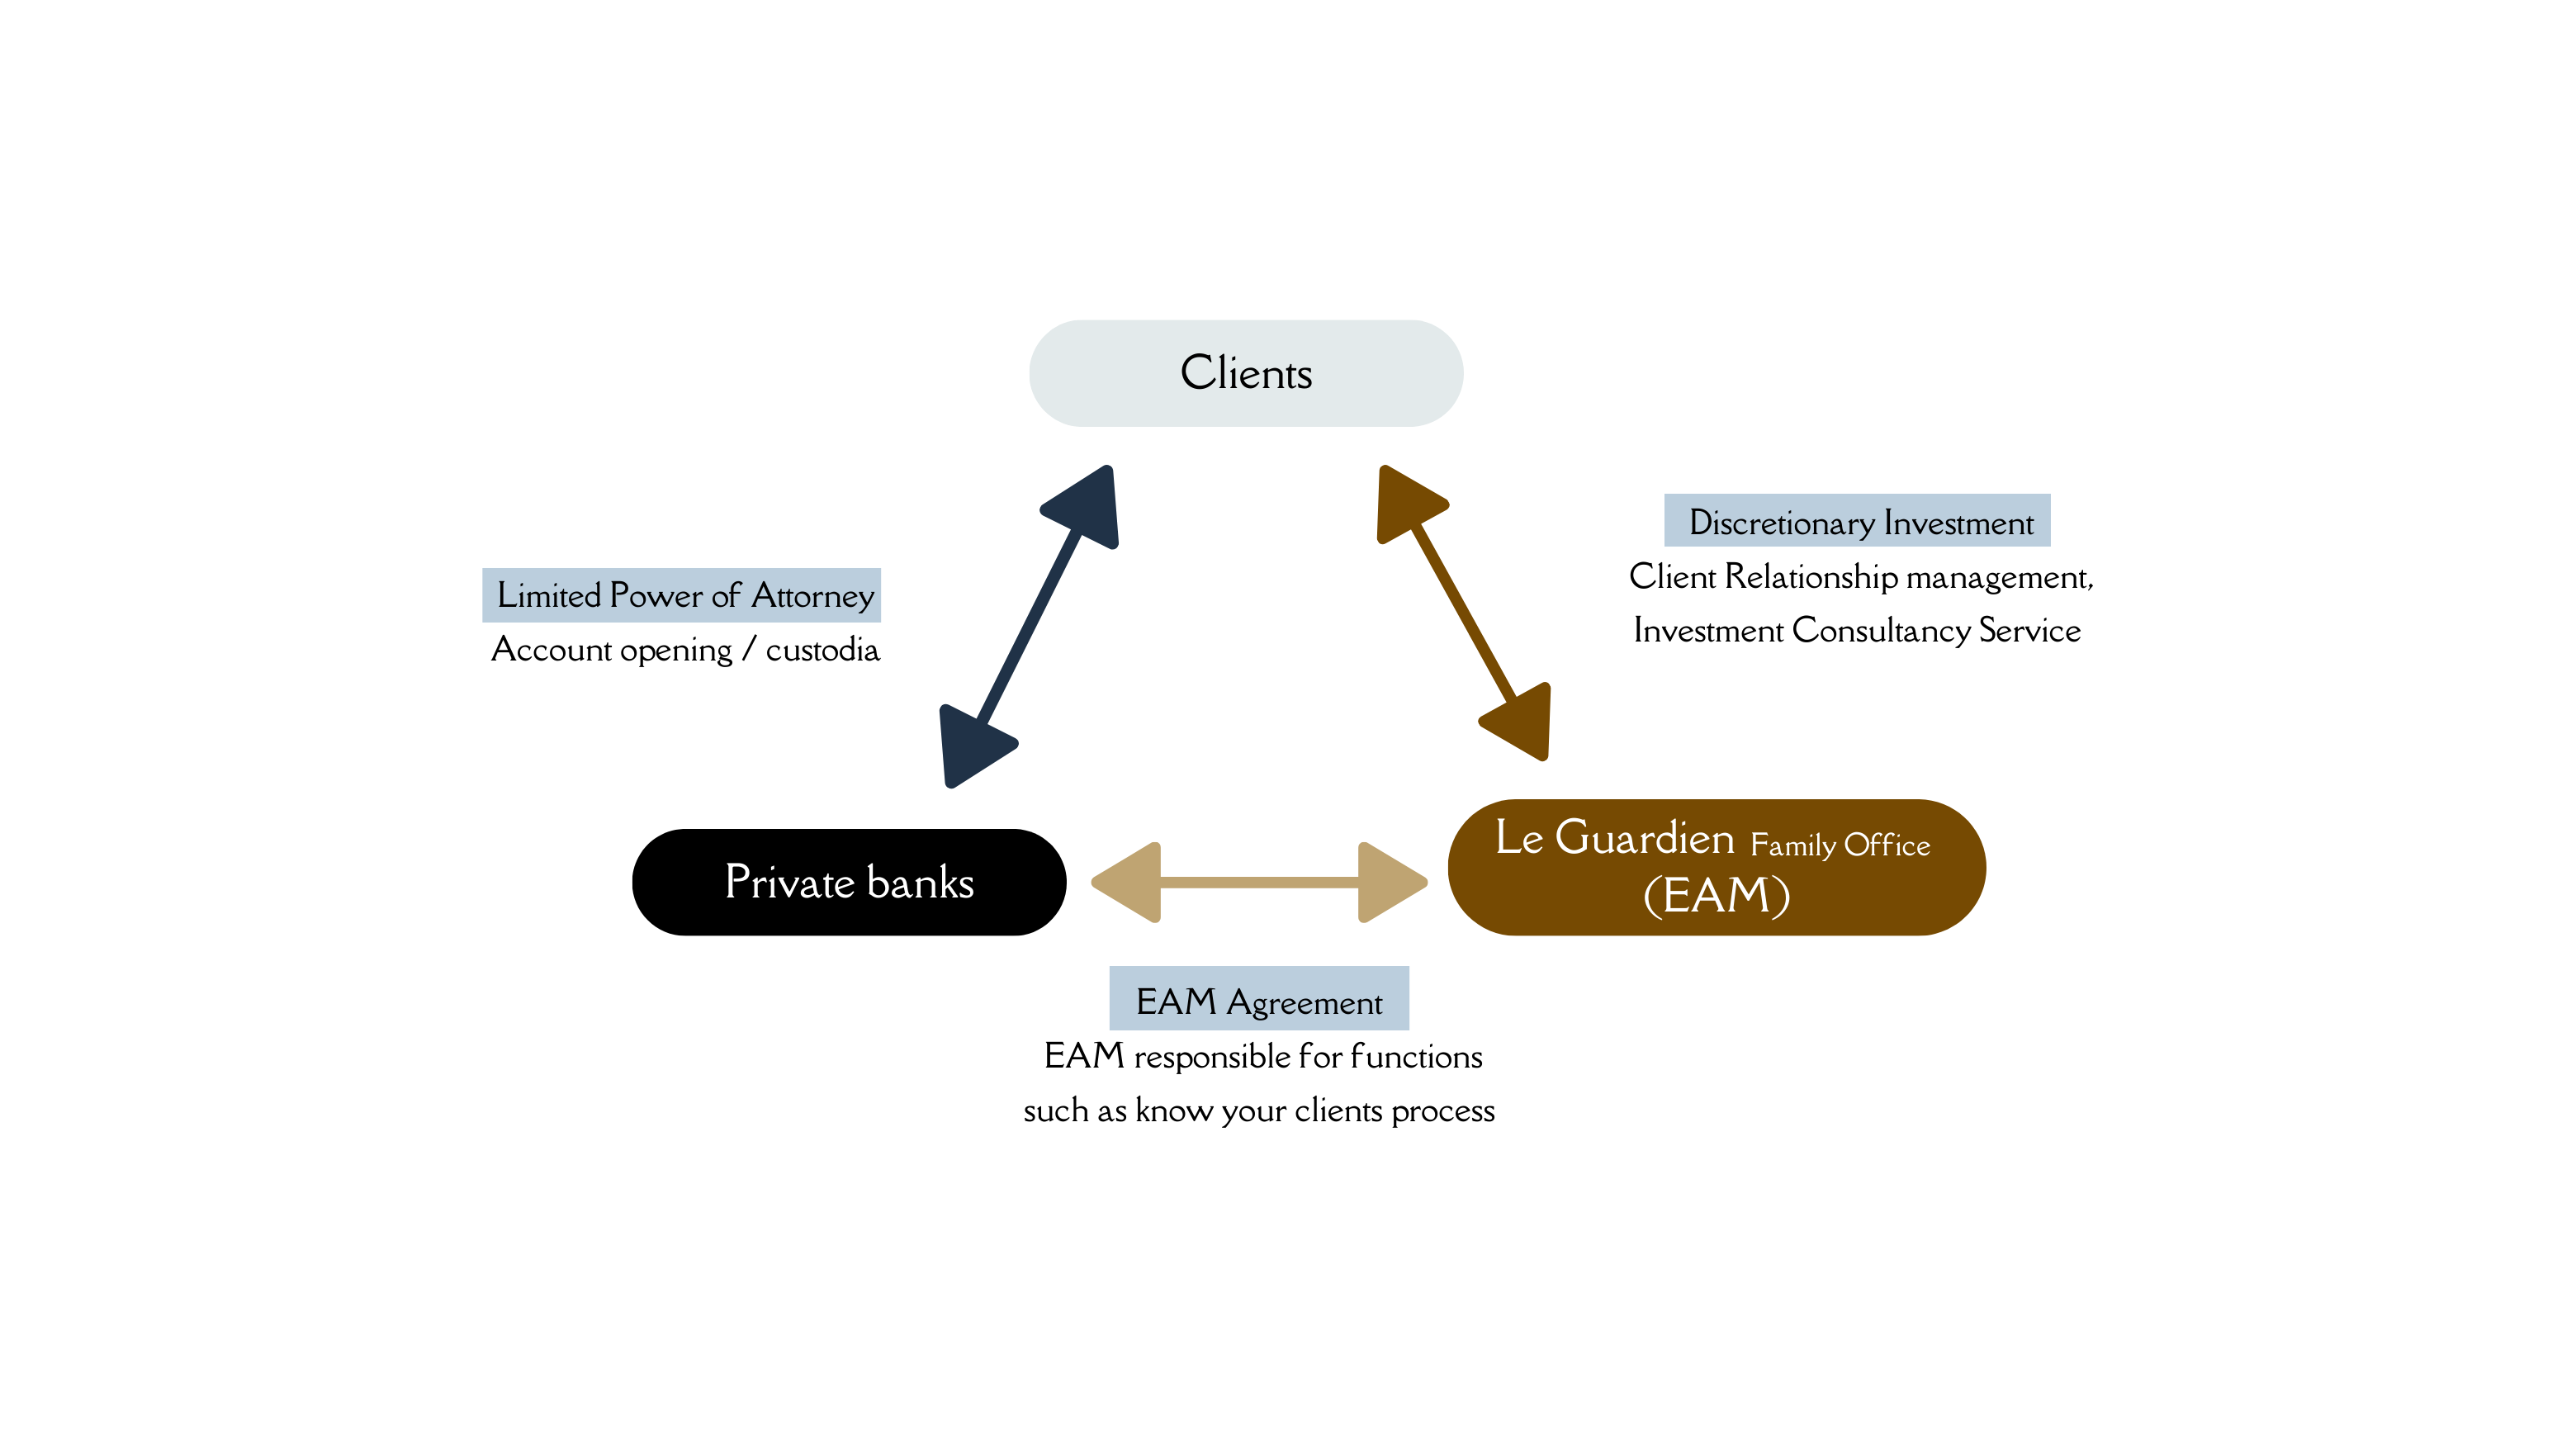 Clients
Discretionary Investment
Client Relationship management,
Investment Consultancy Service
Limited Power of Attorney
Account opening / custodia
Le Guardien Family Office
(EAM)
Private banks
EAM Agreement
EAM responsible for functions
such as know your clients process